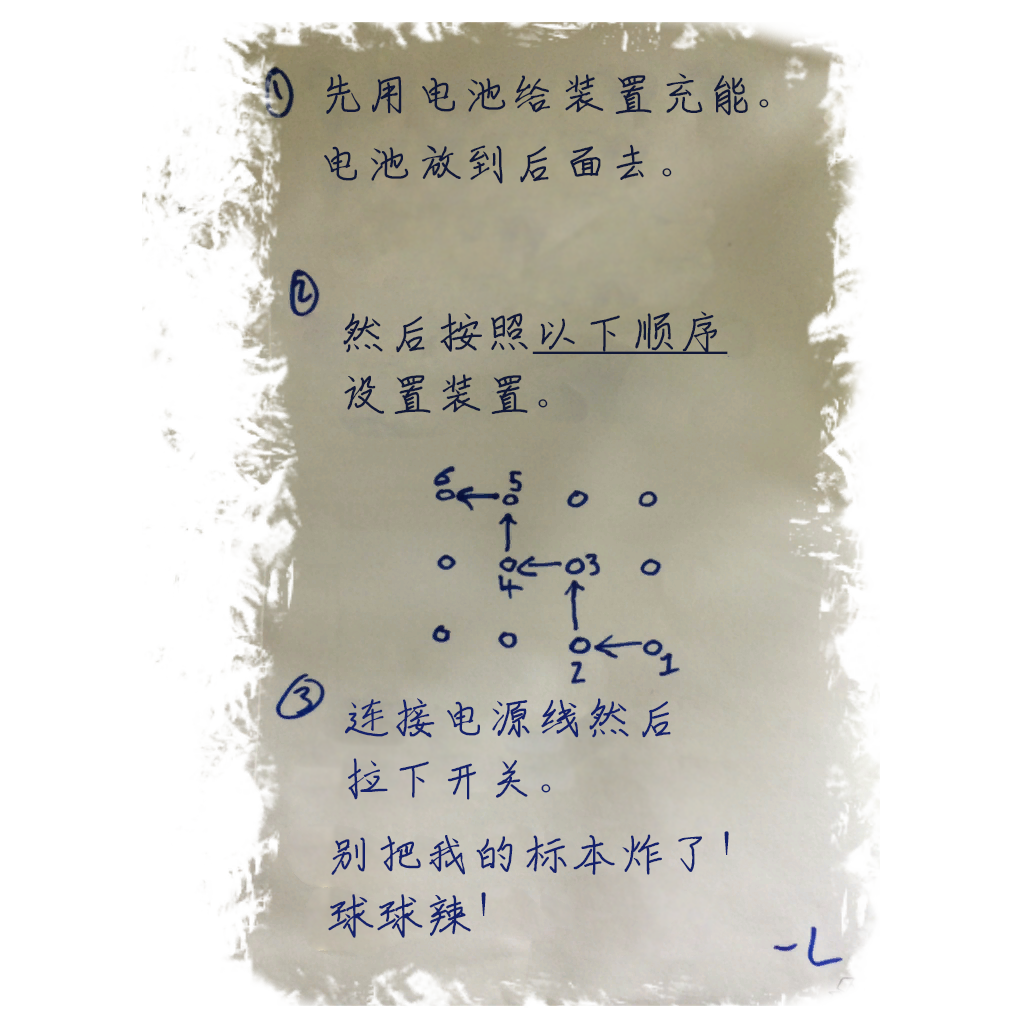 ① 先用电池给装置充能。
电池放到后面去。
② 然后按照以下顺序
设置装置。
6 5
3
4
2 1
③ 连接电源线然后
拉下开关。
别把我的标本炸了!
球球辣!
-L